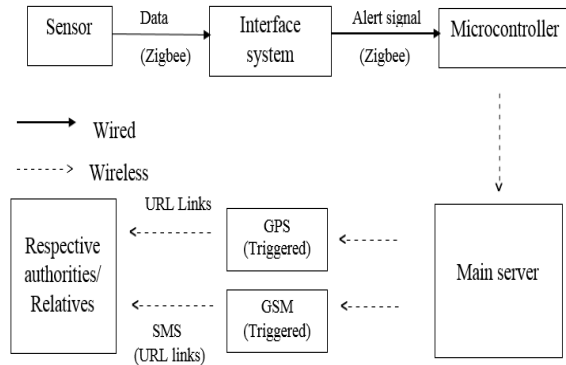 Sensor
Data
(Zigbee)
Interface
system
Alert signal
(Zigbee)
Microcontroller
Wired
Wireless
URL Links
Respective
authorities/
Relatives
GPS
(Triggered)
Main server
GSM
(Triggered)
SMS
(URL links)